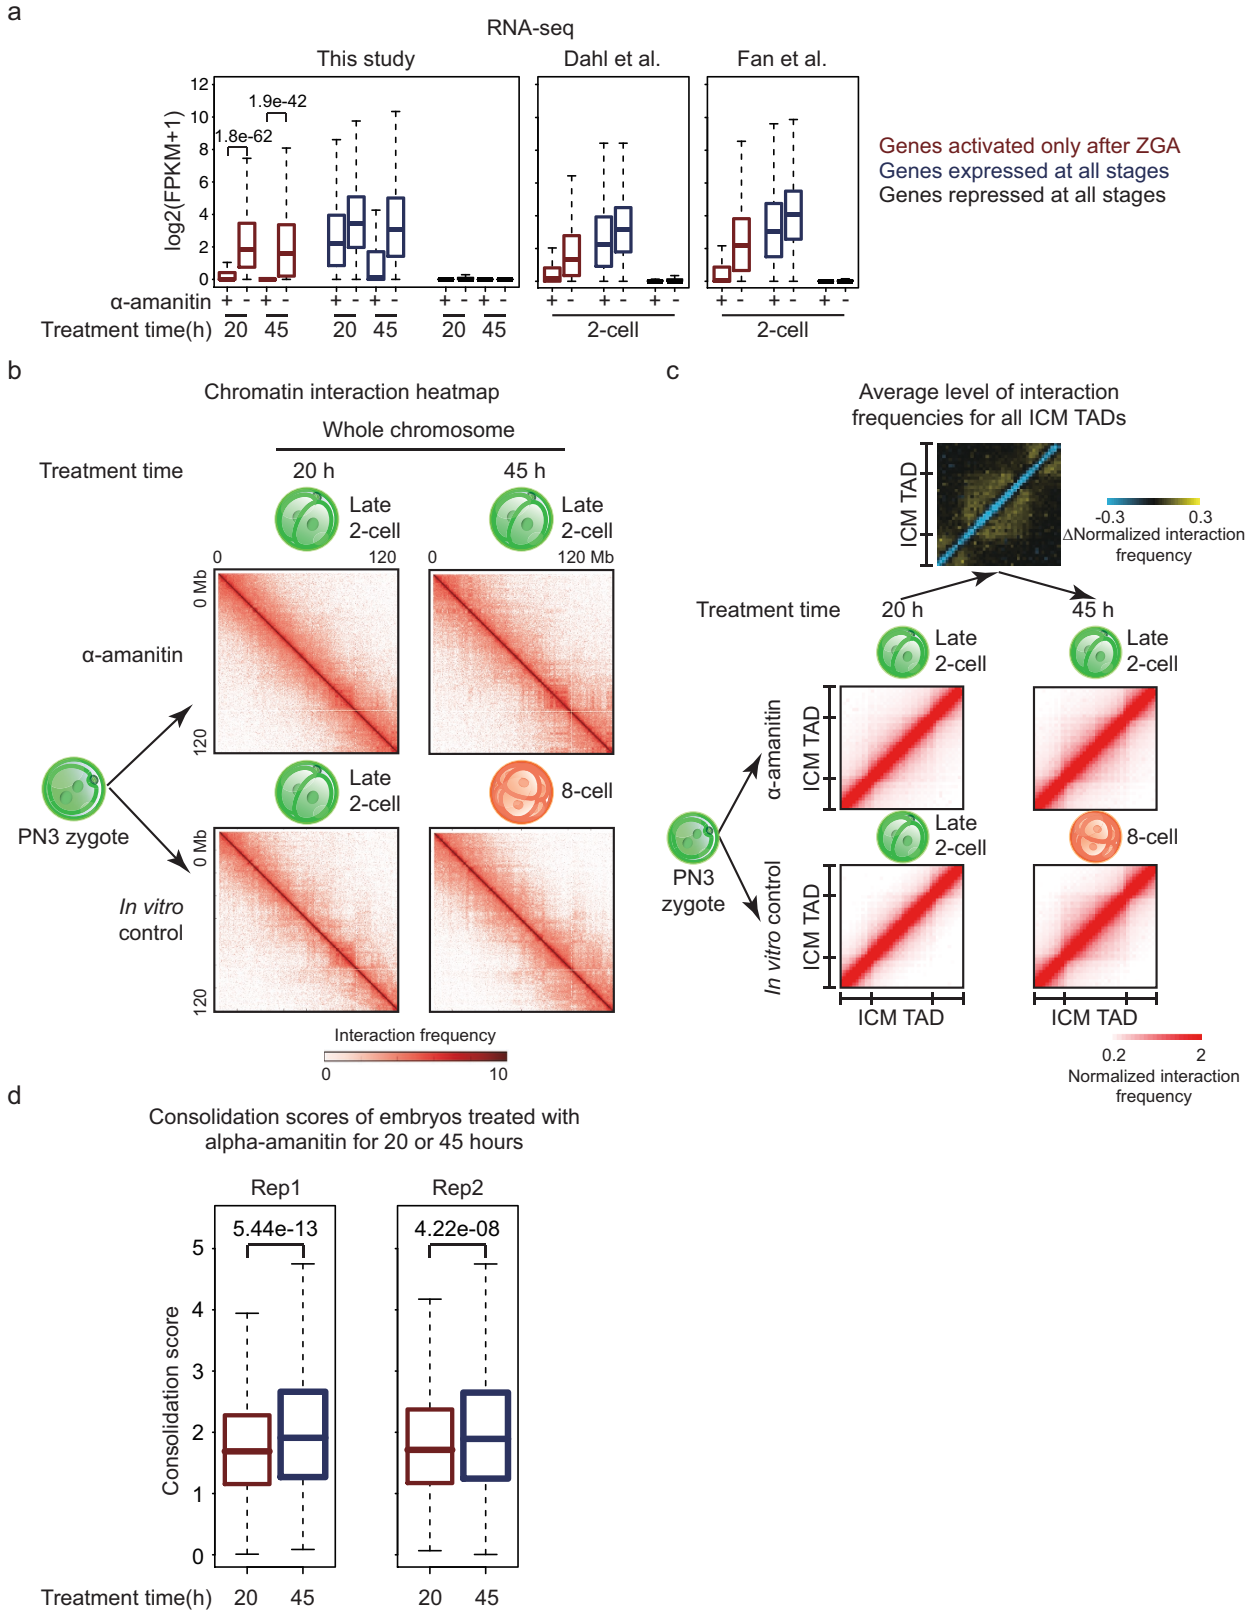 a
RNA-seq
This study
Dahl et al.
Fan et al.
log2(FPKM+1)
12
10
8
6
4
2
0
1.8e-62
1.9e-42
Genes activated only after ZGA
Genes expressed at all stages
Genes repressed at all stages
α-amanitin + - + - + - + - + - + - + - + - + - + - + - + - + -
Treatment time(h) 20 45 20 45 20 45 2-cell 2-cell
b
Chromatin interaction heatmap
Whole chromosome
Treatment time 20 h 45 h
Late
2-cell
Late
2-cell
0 120 0 120 Mb
0 Mb
120
α-amanitin
PN3 zygote
Late
2-cell
8-cell
0 Mb
120
In vitro
control
Interaction frequency
0 10
c
Average level of interaction
frequencies for all ICM TADs
ICM TAD
-0.3 0.3
ΔNormalized interaction
frequency
Treatment time 20 h 45 h
Late
2-cell
Late
2-cell
α-amanitin
ICM TAD
PN3
zygote
Late
2-cell
8-cell
In vitro control
ICM TAD
ICM TAD ICM TAD
0.2 2
Normalized interaction
frequency
d
Consolidation scores of embryos treated with
alpha-amanitin for 20 or 45 hours
Rep1 Rep2
5.44e-13 4.22e-08
Consolidation score
5
4
3
2
1
0
Treatment time(h) 20 45 20 45